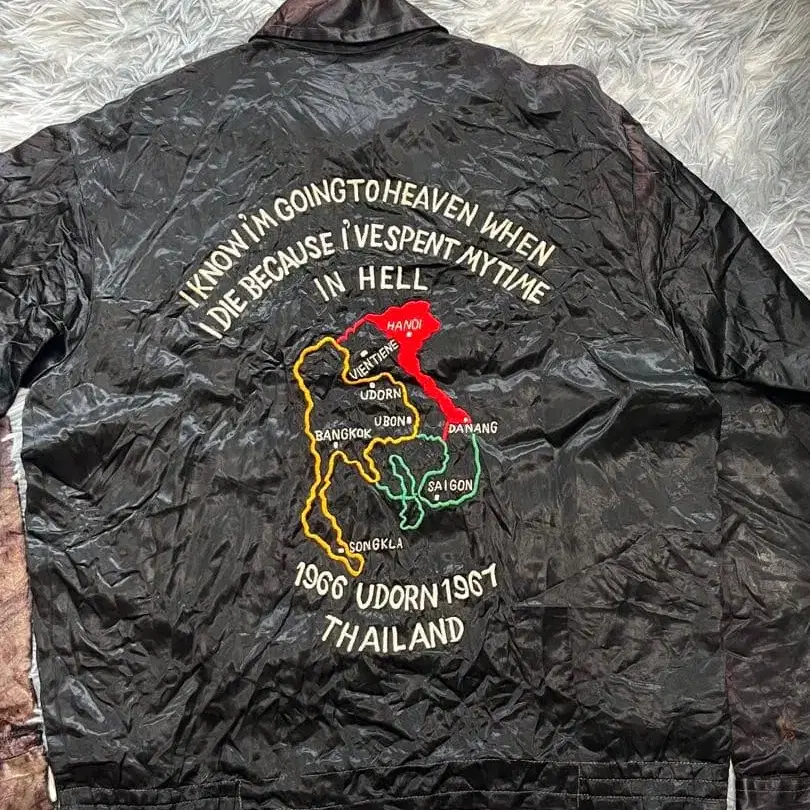 I KNOW I'M GOING TO HEAVEN WHEN
I DIE BECAUSE I'VE SPENT MY TIME
IN HELL
HANOI
VIENTIENE
UDORN
UBON
BANGKOK
DANANG
SAIGON
SONGKLA
1966 UDORN 1967
THAILAND